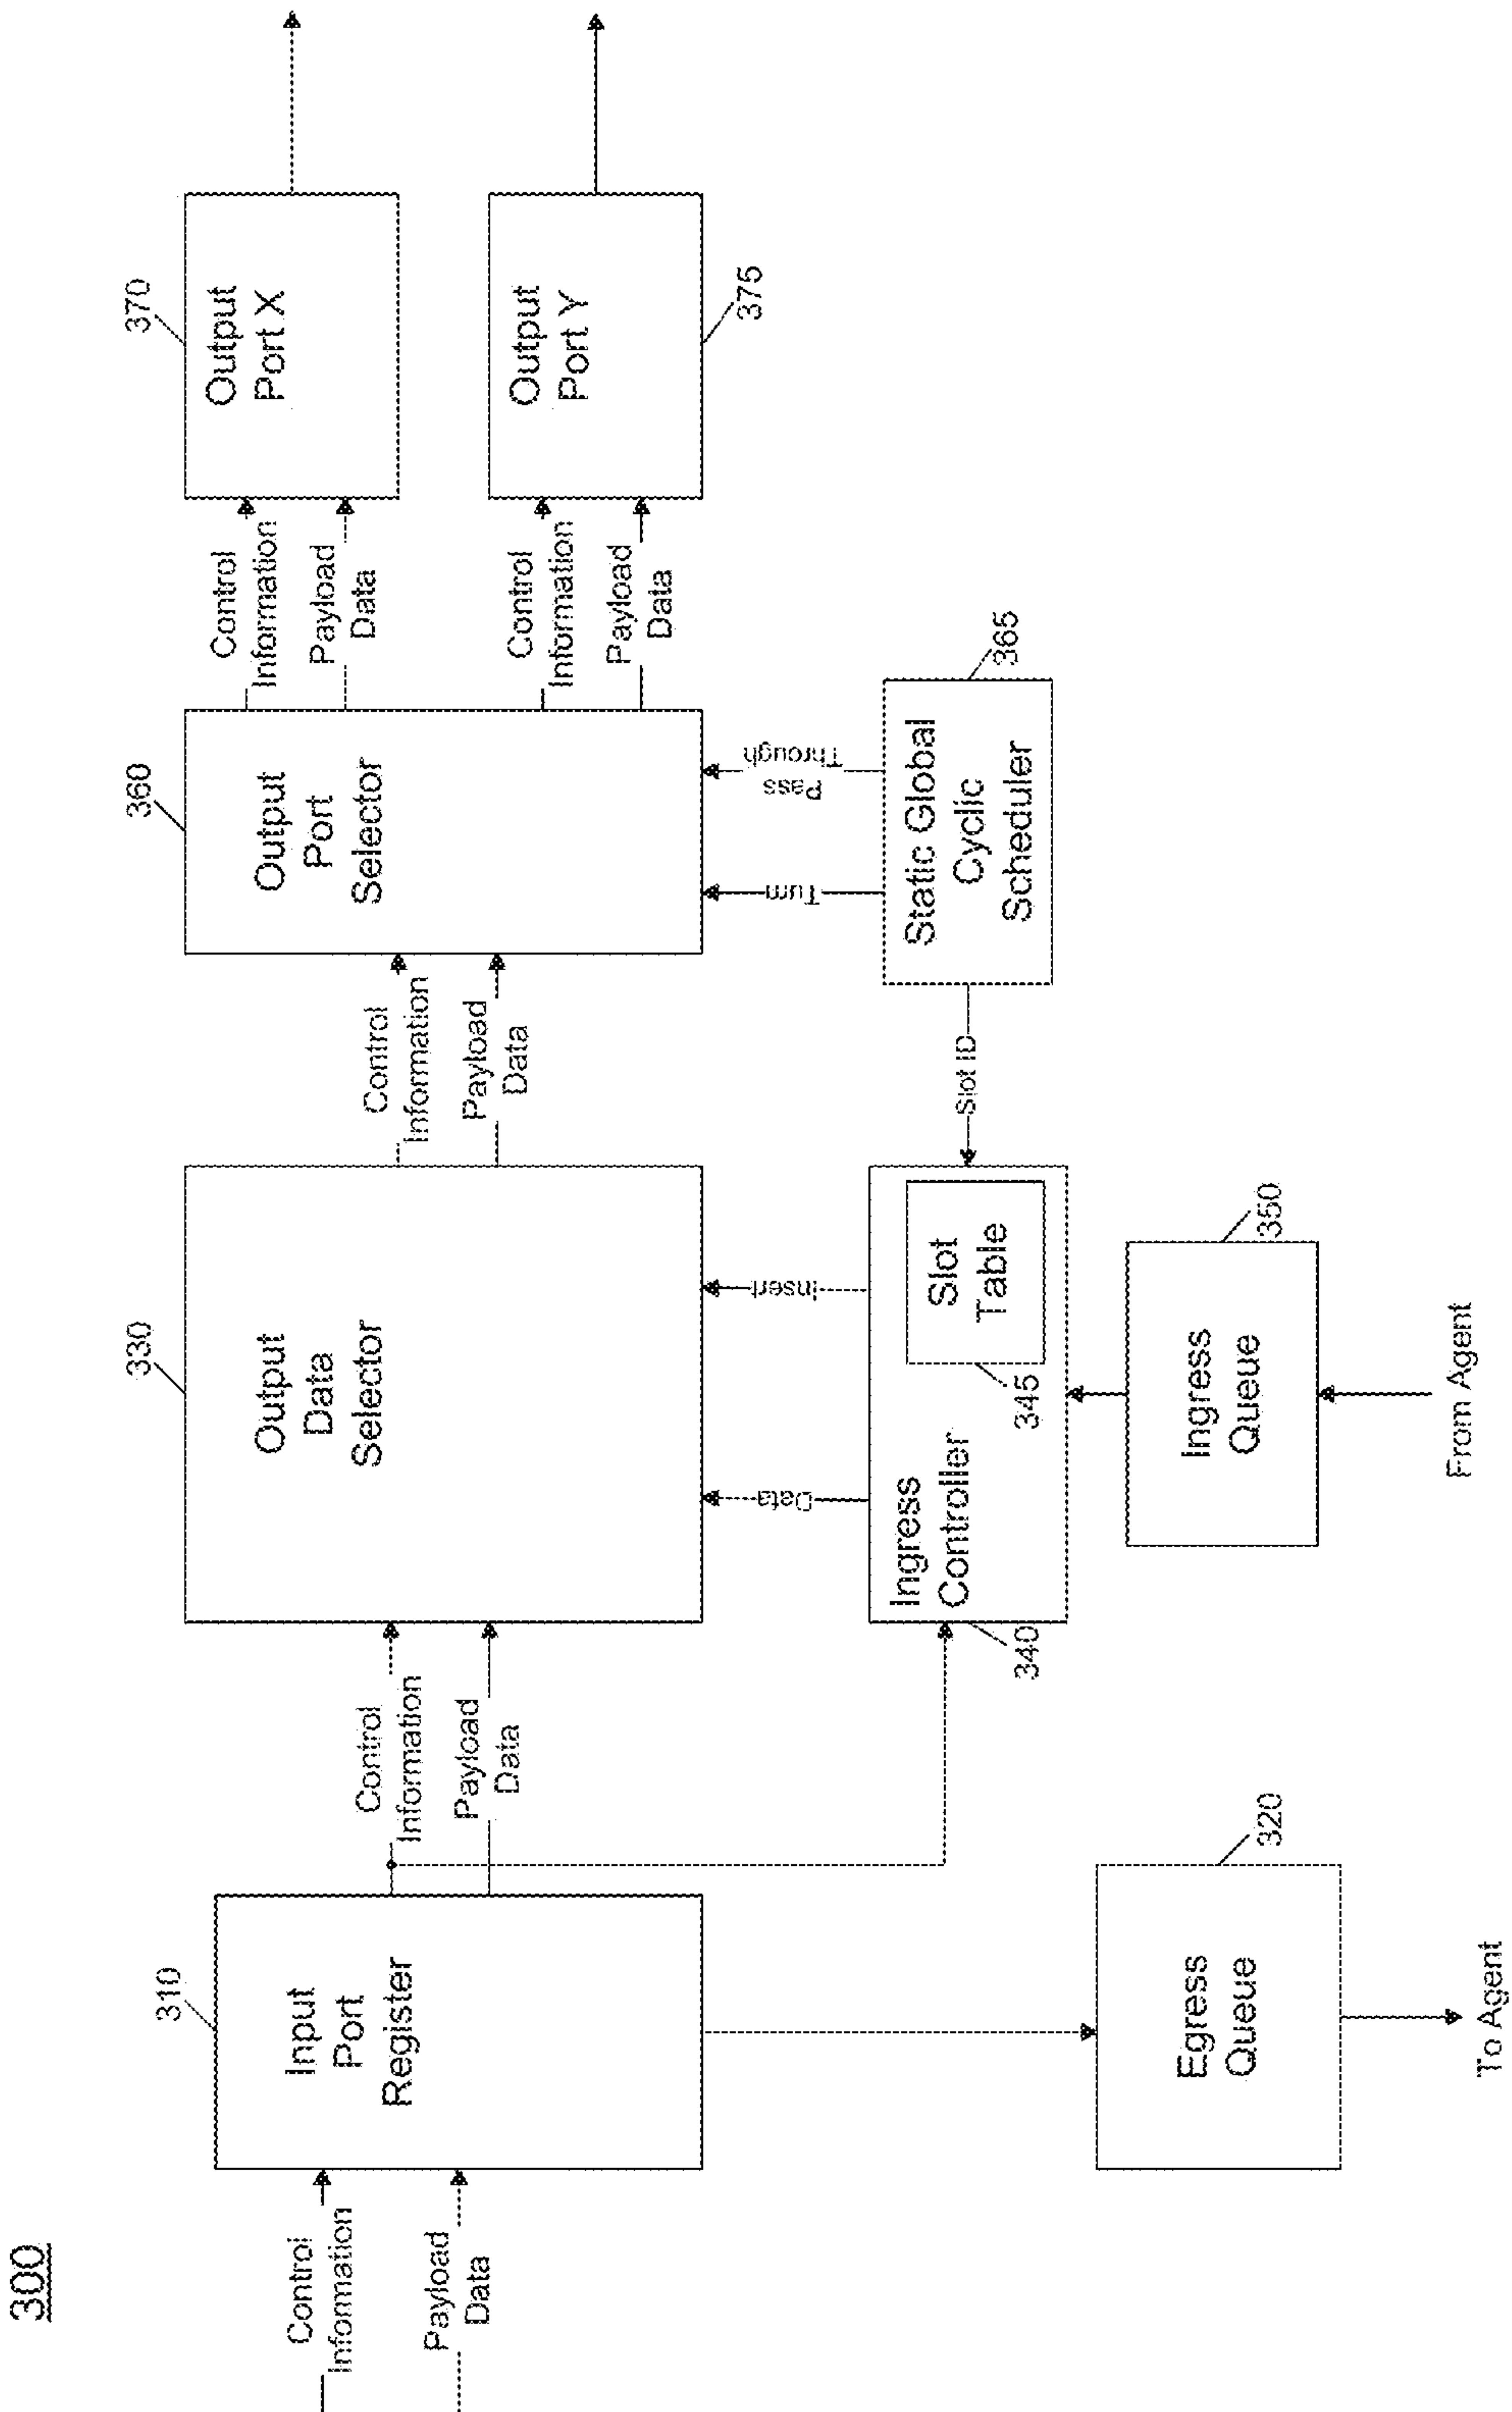 300
Control
Information
Payload
Data
310
Input
Port
Register
Control
Information
Payload
Data
330
Output
Data
Selector
Control
Information
Payload
Data
360
Output
Port
Selector
Control
Information
Payload
Data
Control
Information
Payload
Data
370
Output
Port X
Output
Port Y
375
Data
Insert
Turn
Pass
Through
340
Ingress
Controller
345
Slot
Table
Slot ID
Static Global
Cyclic
Scheduler
365
320
Egress
Queue
To Agent
350
Ingress
Queue
From Agent